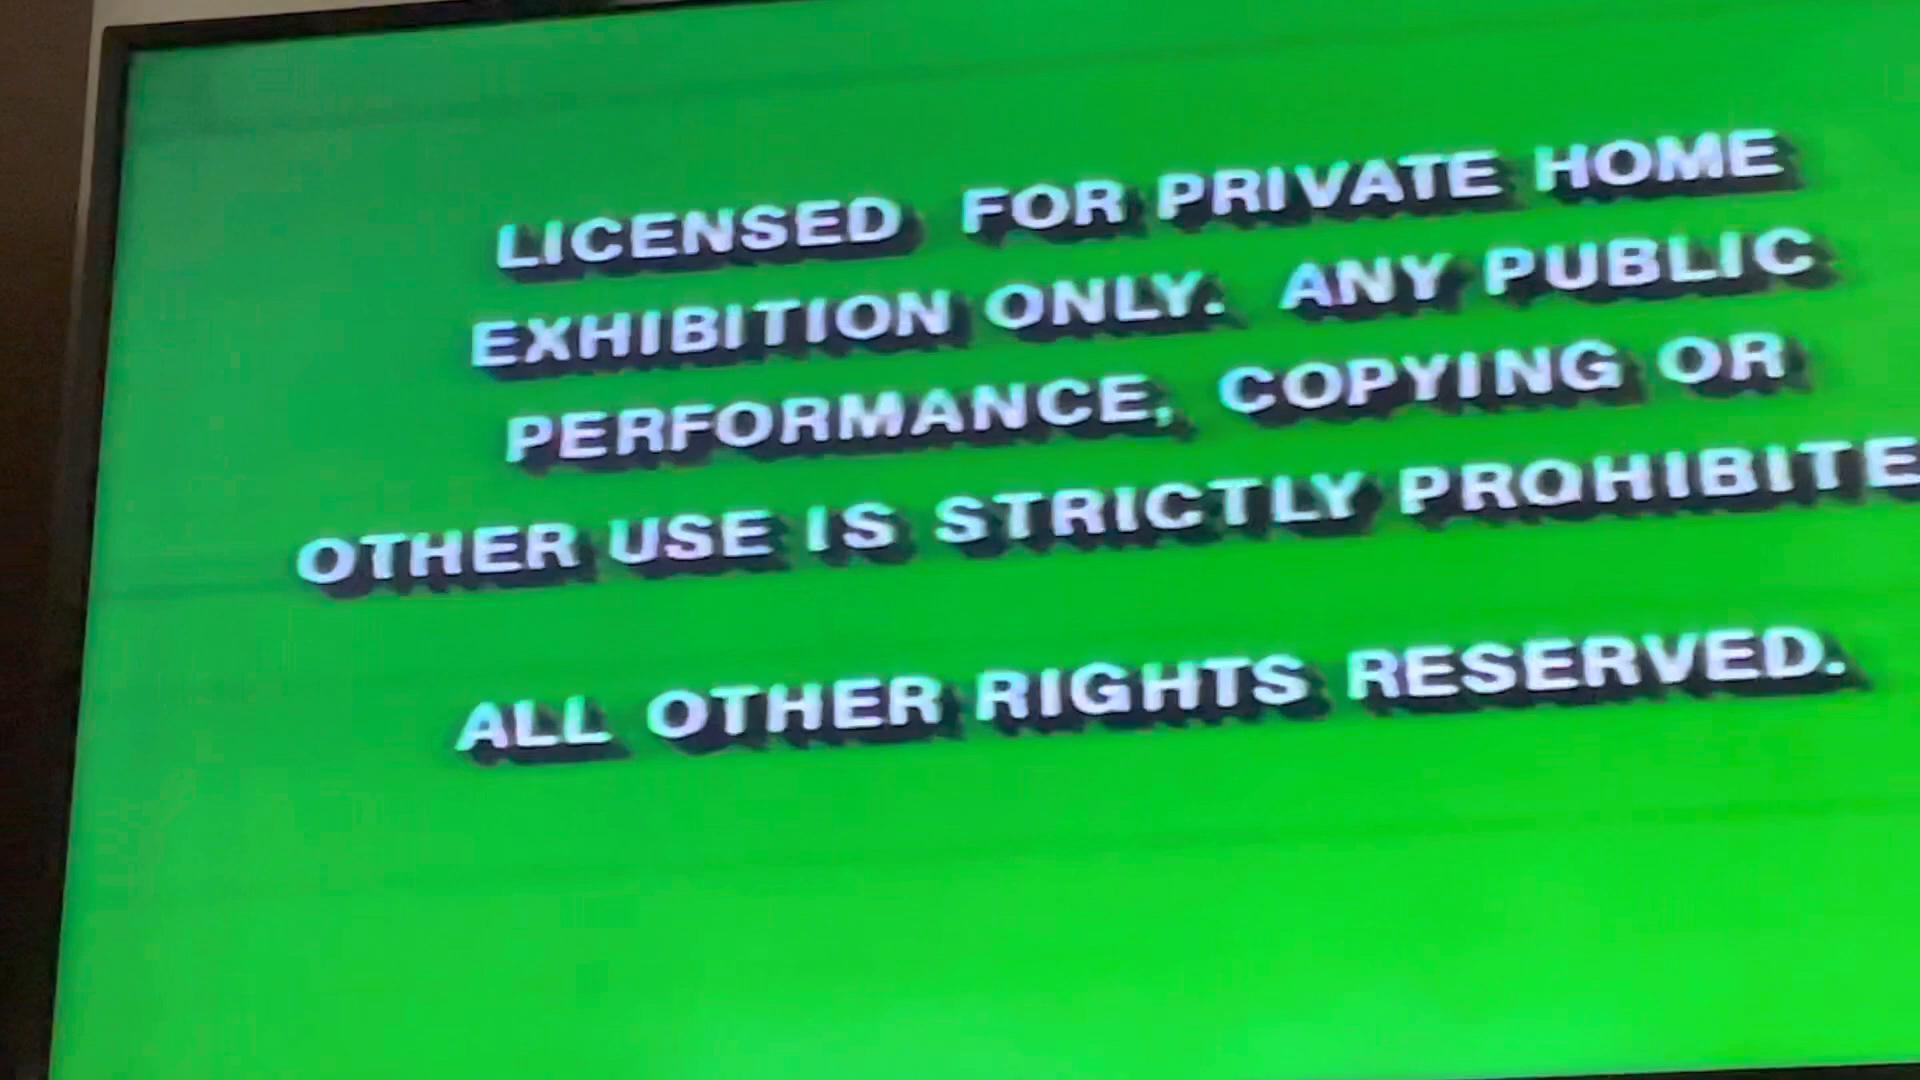 LICENSED FOR PRIVATE HOME
EXHIBITION ONLY. ANY PUBLIC
PERFORMANCE, COPYING OR
OTHER USE IS STRICTLY PROHIBITE
ALL OTHER RIGHTS RESERVED.